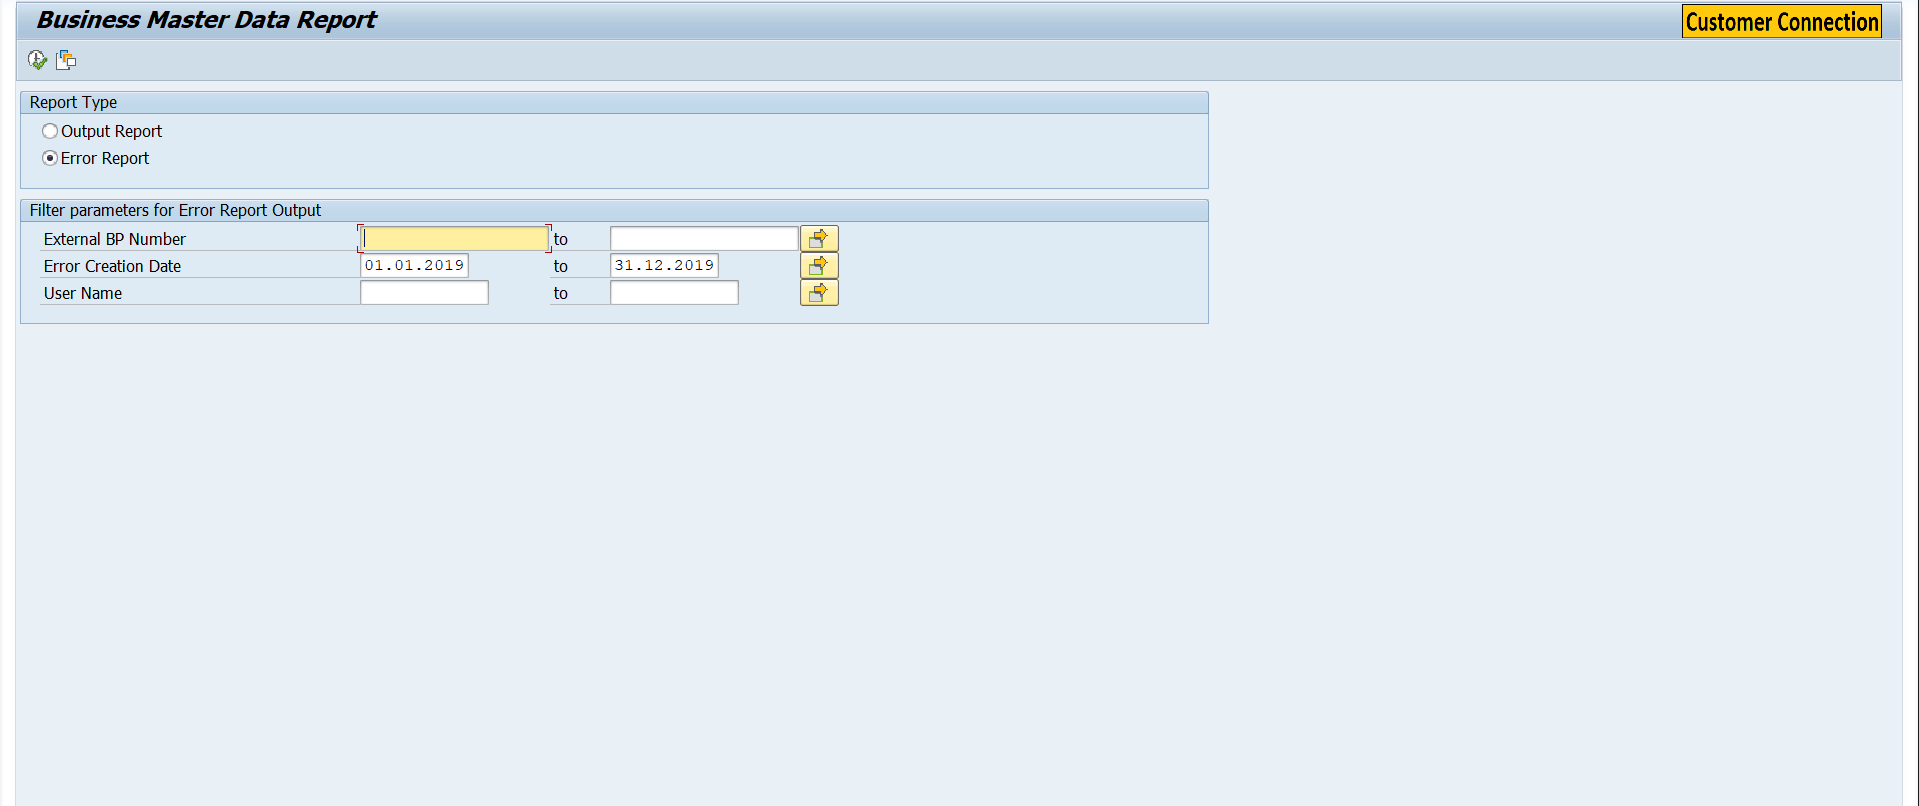 Business Master Data Report
Customer Connection
Report Type
Output Report
Error Report
Filter parameters for Error Report Output
External BP Number to
Error Creation Date 01.01.2019 to 31.12.2019
User Name to